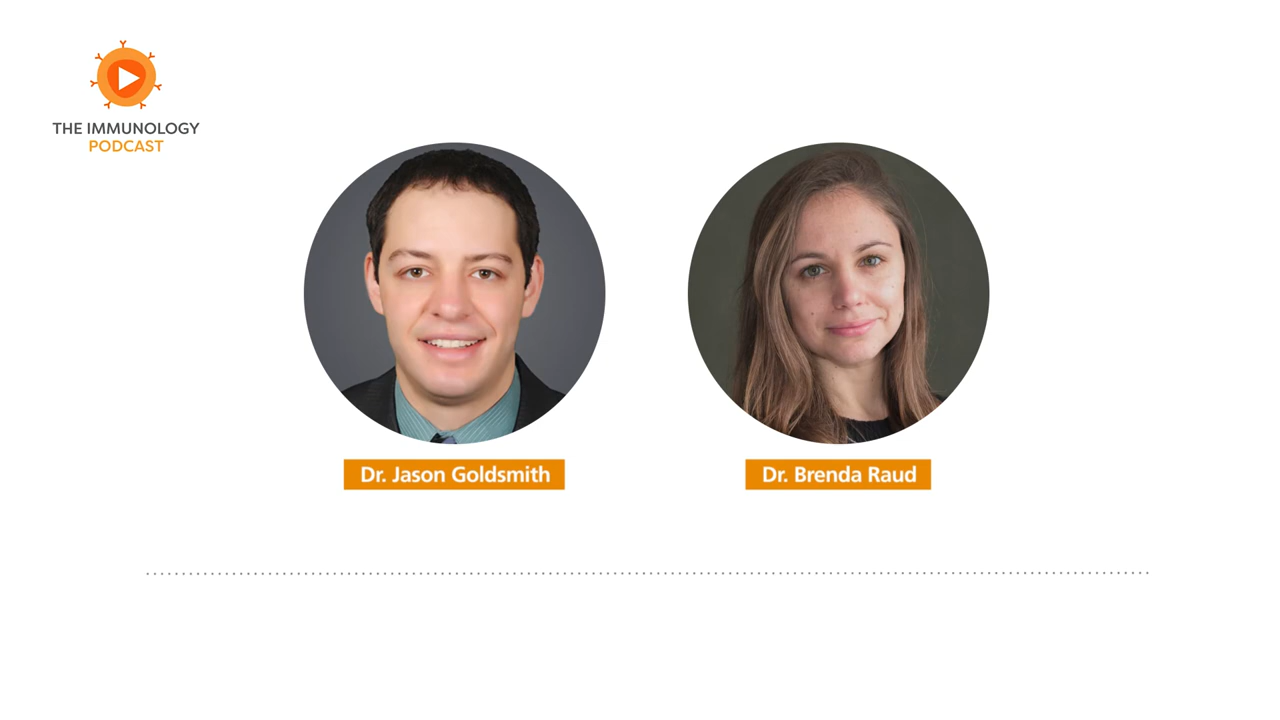 THE IMMUNOLOGY
PODCAST
Dr. Jason Goldsmith
Dr. Brenda Raud